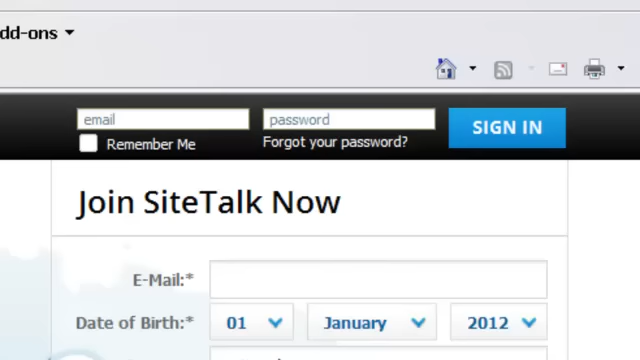 dd-ons
email password SIGN IN
Remember Me Forgot your password?
Join SiteTalk Now
E-Mail:*
Date of Birth:* 01 January 2012